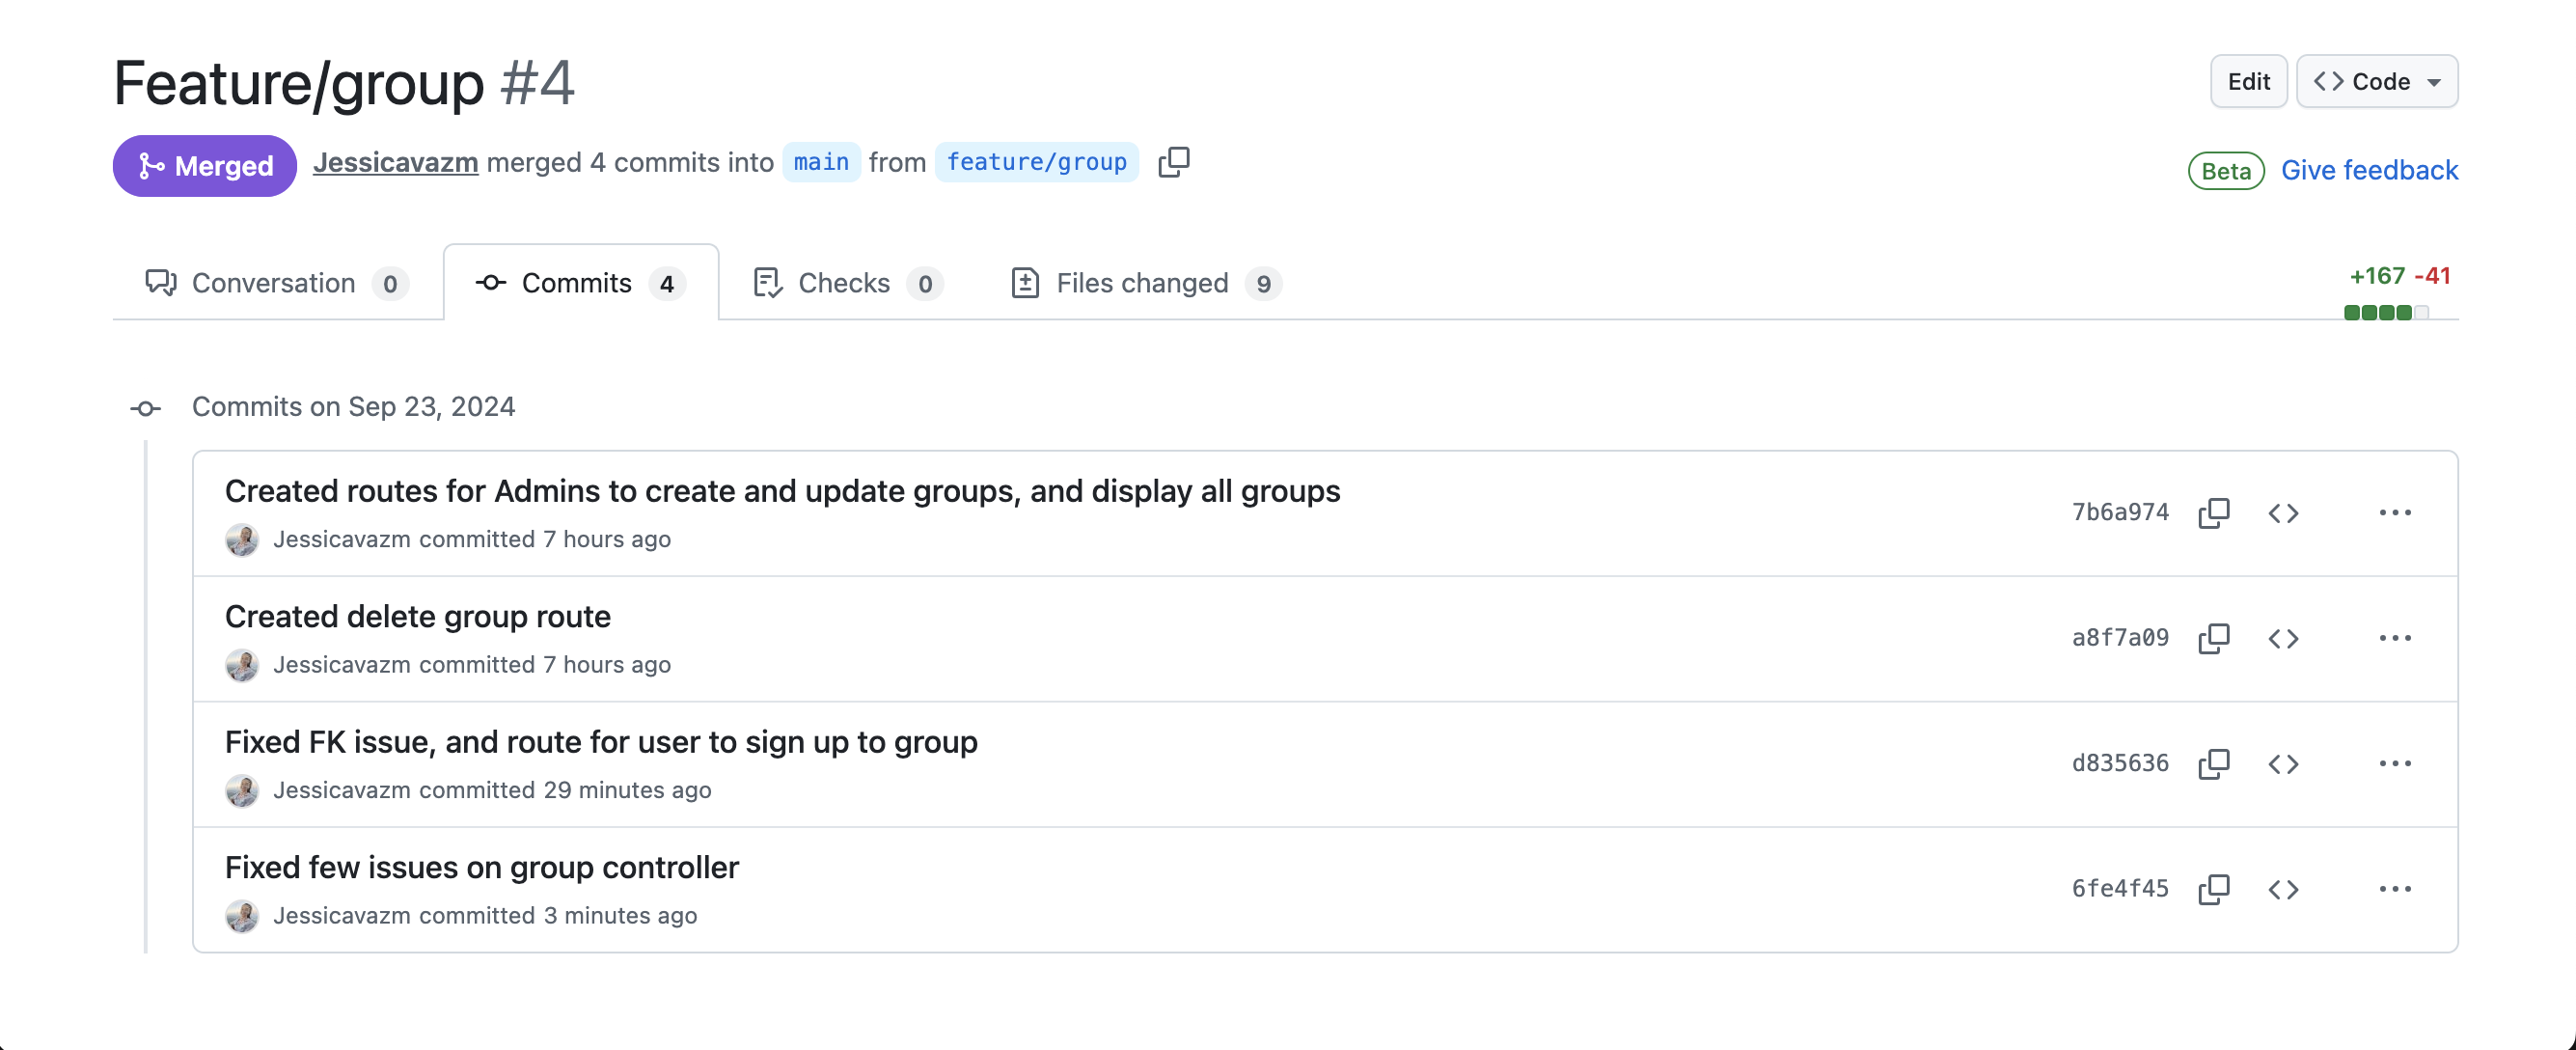 Feature/group #4
Edit
Code
Merged
Jessicavazm merged 4 commits into main from feature/group
Beta
Give feedback
Conversation 0
Commits 4
Checks 0
Files changed 9
+167 -41
Commits on Sep 23, 2024
Created routes for Admins to create and update groups, and display all groups
Jessicavazm committed 7 hours ago
7b6a974
Created delete group route
Jessicavazm committed 7 hours ago
a8f7a09
Fixed FK issue, and route for user to sign up to group
Jessicavazm committed 29 minutes ago
d835636
Fixed few issues on group controller
Jessicavazm committed 3 minutes ago
6fe4f45